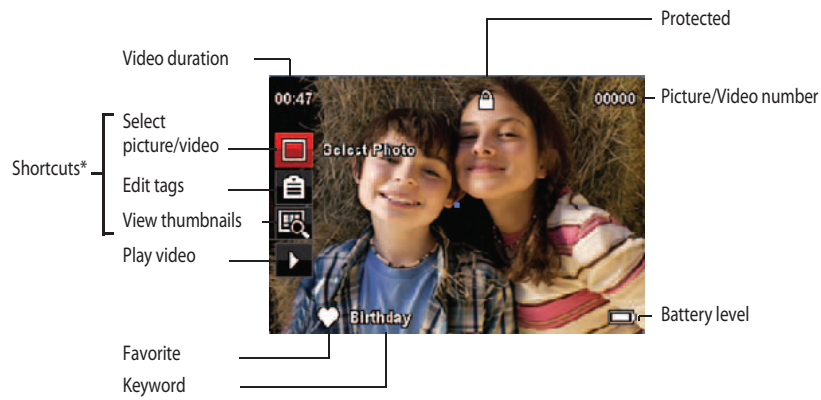 Protected
Video duration
00:47
00000
Picture/Video number
Select
picture/video
Select Photo
Shortcuts*
Edit tags
View thumbnails
Play video
Birthday
Battery level
Favorite
Keyword